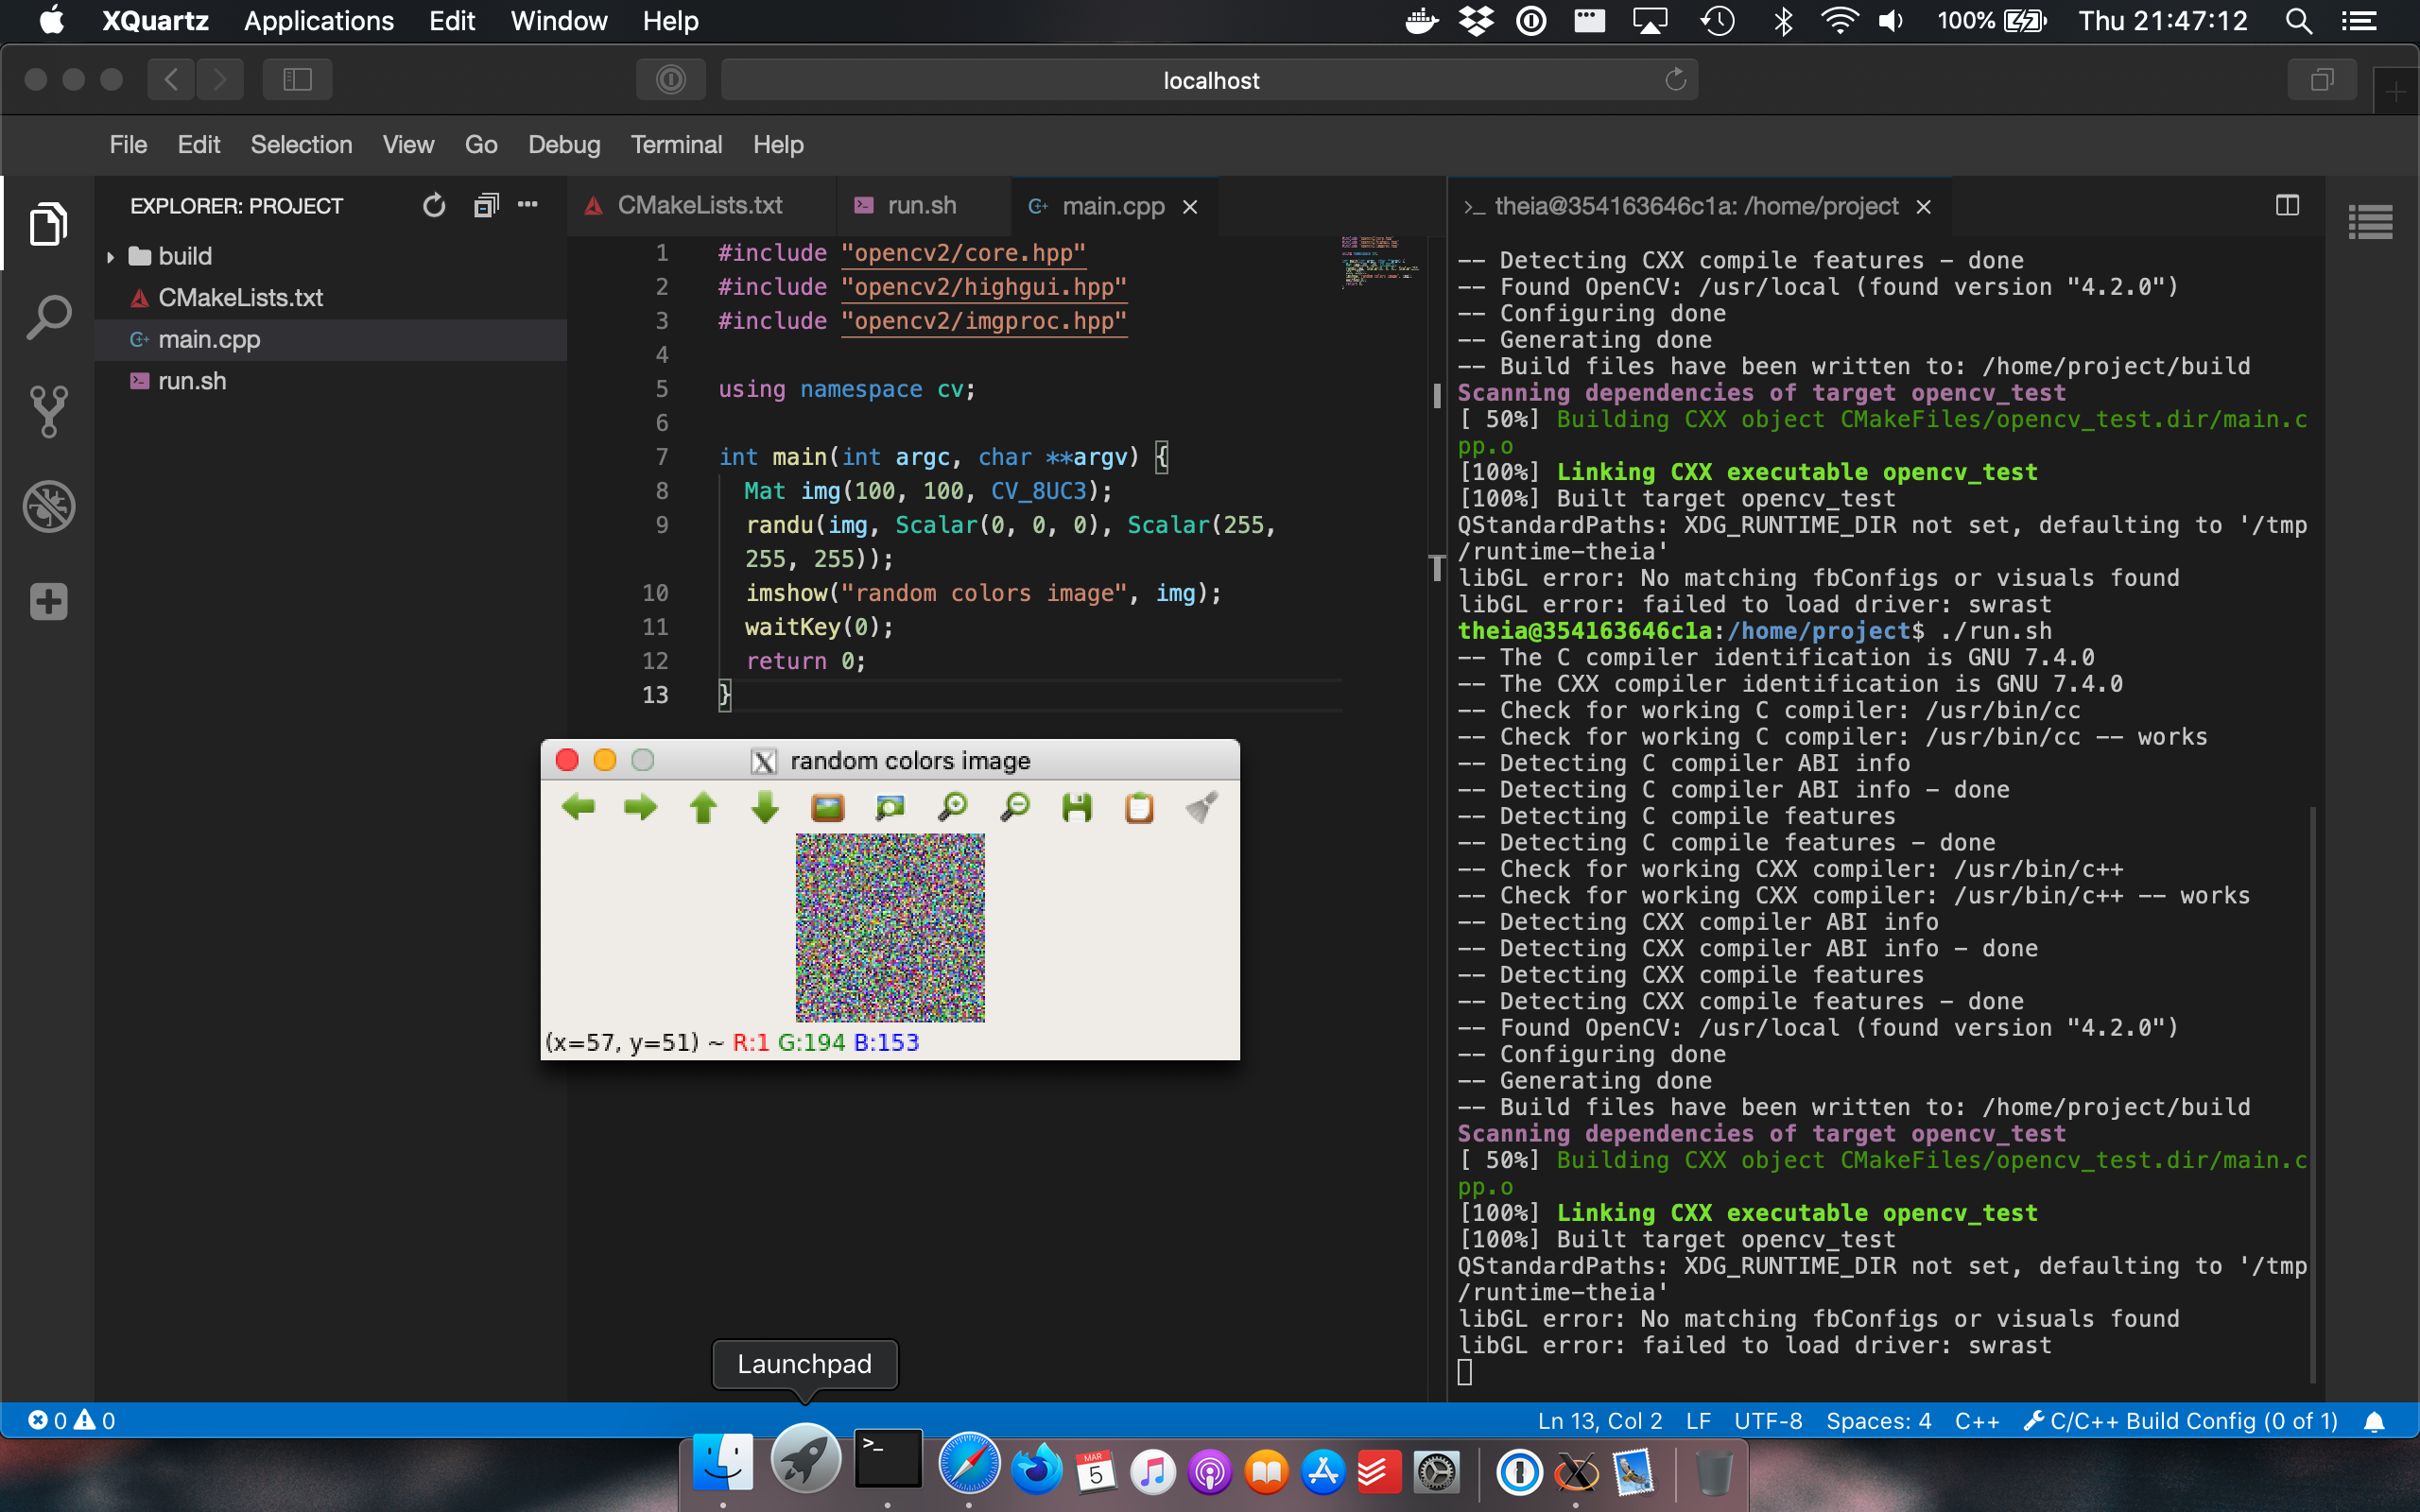 XQuartz Applications Edit Window Help
100% Thu 21:47:12
localhost
File Edit Selection View Go Debug Terminal Help
EXPLORER: PROJECT
build
CMakeLists.txt
main.cpp
run.sh
CMakeLists.txt run.sh main.cpp
1 #include "opencv2/core.hpp"
2 #include "opencv2/highgui.hpp"
3 #include "opencv2/imgproc.hpp"
4
5 using namespace cv;
6
7 int main(int argc, char **argv) {
8 Mat img(100, 100, CV_8UC3);
9 randu(img, Scalar(0, 0, 0), Scalar(255,
255, 255));
10 imshow("random colors image", img);
11 waitKey(0);
12 return 0;
13 }
random colors image
(x=57, y=51) ~ R:1 G:194 B:153
>_ theia@354163646c1a: /home/project
-- Detecting CXX compile features - done
-- Found OpenCV: /usr/local (found version "4.2.0")
-- Configuring done
-- Generating done
-- Build files have been written to: /home/project/build
Scanning dependencies of target opencv_test
[ 50%] Building CXX object CMakeFiles/opencv_test.dir/main.c
pp.o
[100%] Linking CXX executable opencv_test
[100%] Built target opencv_test
QStandardPaths: XDG_RUNTIME_DIR not set, defaulting to '/tmp
/runtime-theia'
libGL error: No matching fbConfigs or visuals found
libGL error: failed to load driver: swrast
theia@354163646c1a:/home/project$ ./run.sh
-- The C compiler identification is GNU 7.4.0
-- The CXX compiler identification is GNU 7.4.0
-- Check for working C compiler: /usr/bin/cc
-- Check for working C compiler: /usr/bin/cc -- works
-- Detecting C compiler ABI info
-- Detecting C compiler ABI info - done
-- Detecting C compile features
-- Detecting C compile features - done
-- Check for working CXX compiler: /usr/bin/c++
-- Check for working CXX compiler: /usr/bin/c++ -- works
-- Detecting CXX compiler ABI info
-- Detecting CXX compiler ABI info - done
-- Detecting CXX compile features
-- Detecting CXX compile features - done
-- Found OpenCV: /usr/local (found version "4.2.0")
-- Configuring done
-- Generating done
-- Build files have been written to: /home/project/build
Scanning dependencies of target opencv_test
[ 50%] Building CXX object CMakeFiles/opencv_test.dir/main.c
pp.o
[100%] Linking CXX executable opencv_test
[100%] Built target opencv_test
QStandardPaths: XDG_RUNTIME_DIR not set, defaulting to '/tmp
/runtime-theia'
libGL error: No matching fbConfigs or visuals found
libGL error: failed to load driver: swrast
Launchpad
0 0
Ln 13, Col 2 LF UTF-8 Spaces: 4 C++ C/C++ Build Config (0 of 1)
MAR
5